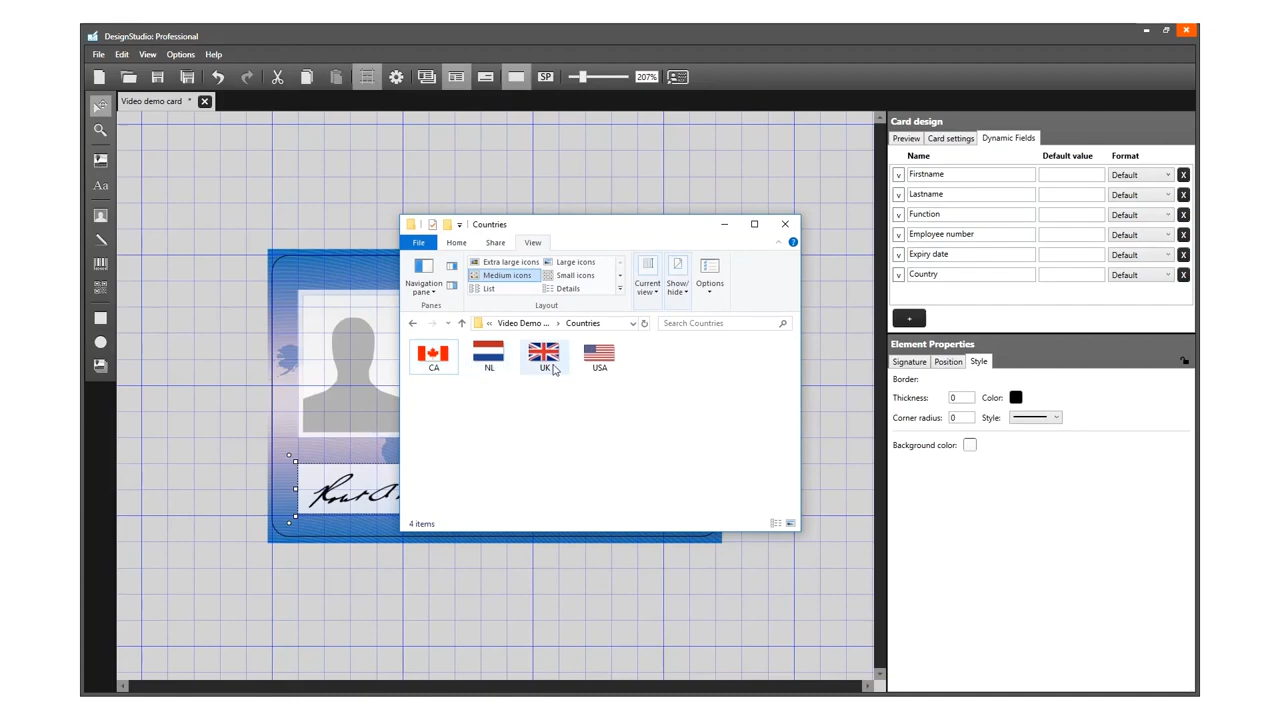 DesignStudio: Professional
File Edit View Options Help
SP 207%
Video demo card *
Aa
Card design
Preview Card settings Dynamic Fields
Name Default value Format
v Firstname Default X
v Lastname Default X
v Function Default X
v Employee number Default X
v Expiry date Default X
v Country Default X
+
Element Properties
Signature Position Style
Border:
Thickness: 0 Color:
Corner radius: 0 Style:
Background color:
Countries
File Home Share View
Navigation pane
Panes
Extra large icons Large icons
Medium icons Small icons
List Details
Layout
Current view
Show/ hide
Options
« Video Demo ... › Countries
Search Countries
CA NL UK USA
4 items